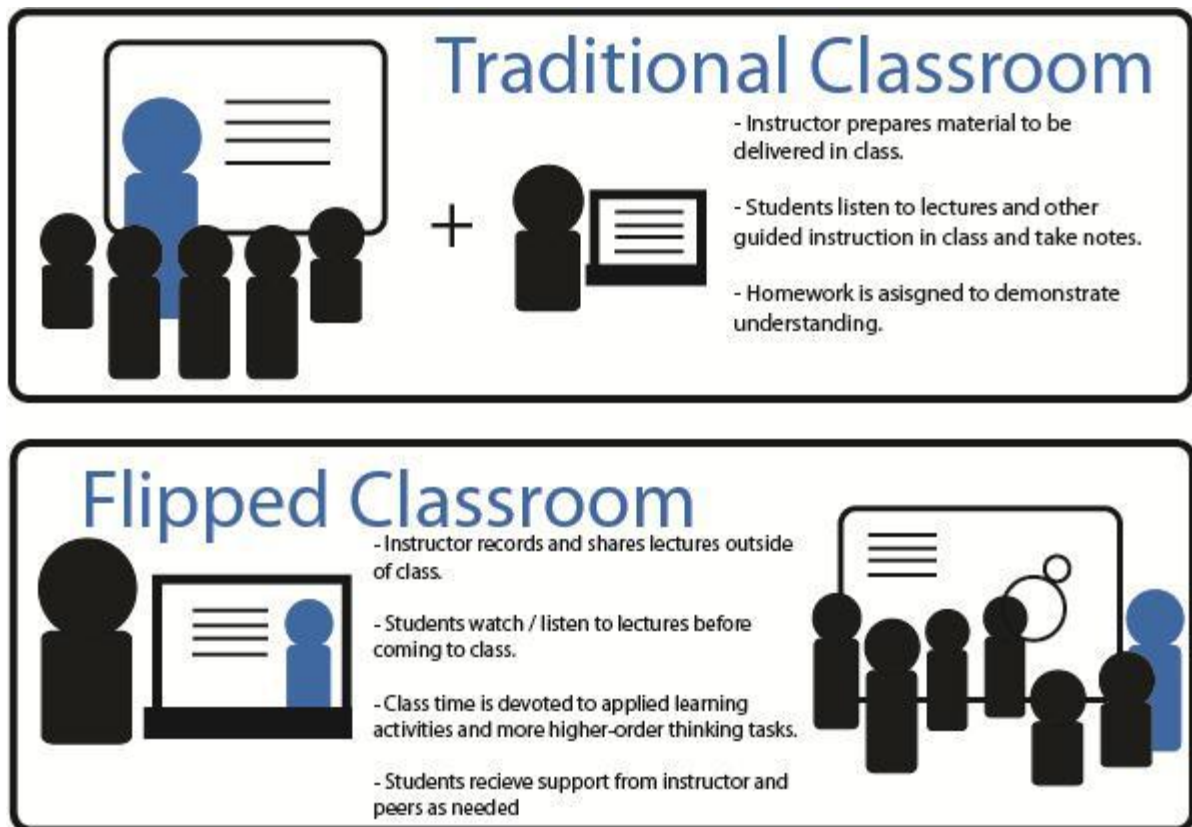 Traditional Classroom
- Instructor prepares material to be
delivered in class.
- Students listen to lectures and other
guided instruction in class and take notes.
- Homework is asisgned to demonstrate
understanding.
+
Flipped Classroom
- Instructor records and shares lectures outside
of class.
- Students watch / listen to lectures before
coming to class.
- Class time is devoted to applied learning
activities and more higher-order thinking tasks.
- Students recieve support from instructor and
peers as needed